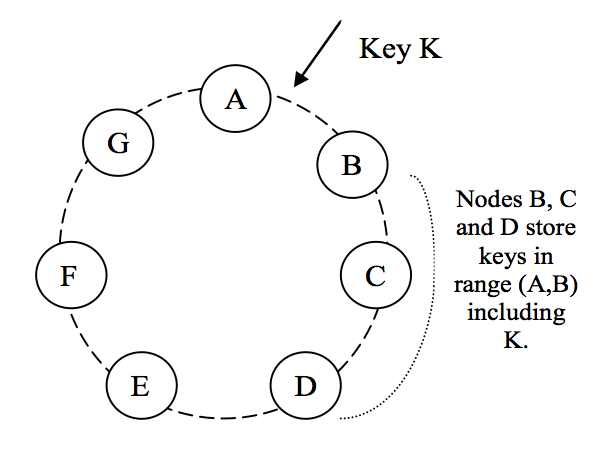 Key K
A
B
G
Nodes B, C
and D store
keys in
range (A,B)
including
K.
F
C
E
D